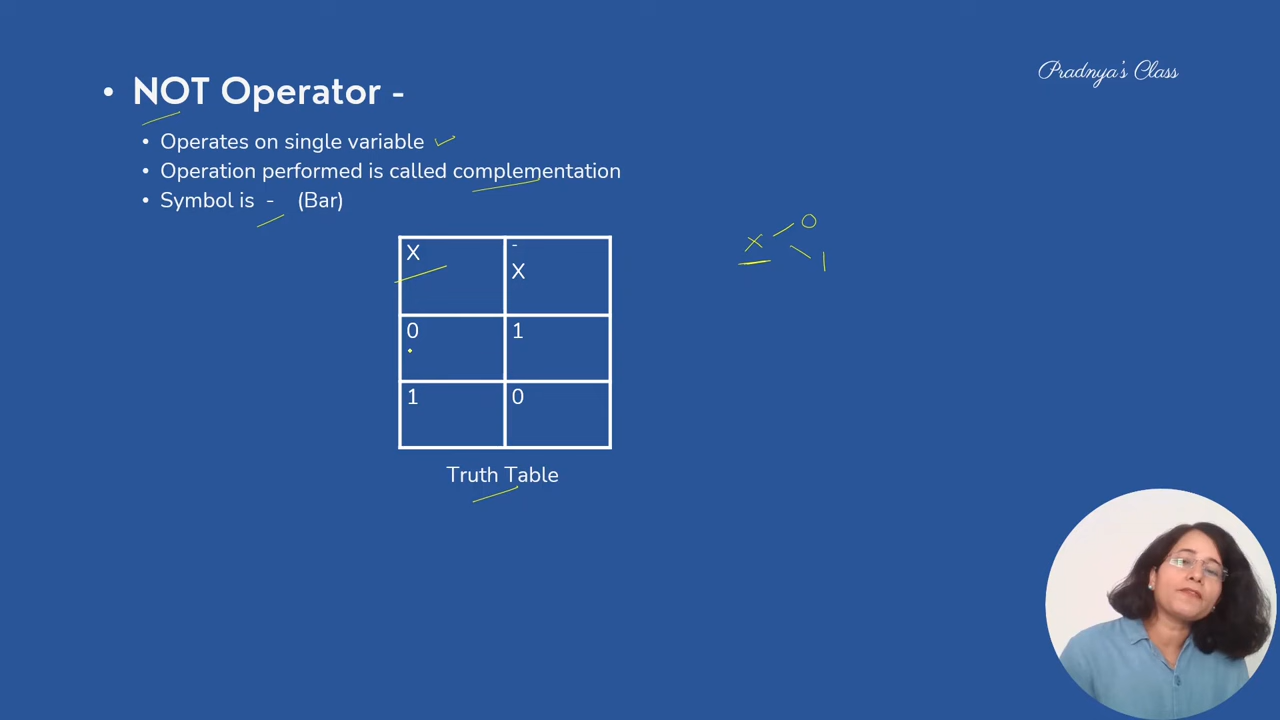 Pradnya's Class
• NOT Operator -
• Operates on single variable
• Operation performed is called complementation
• Symbol is - (Bar)
X -
X
0 1
1 0
Truth Table
X 0
1